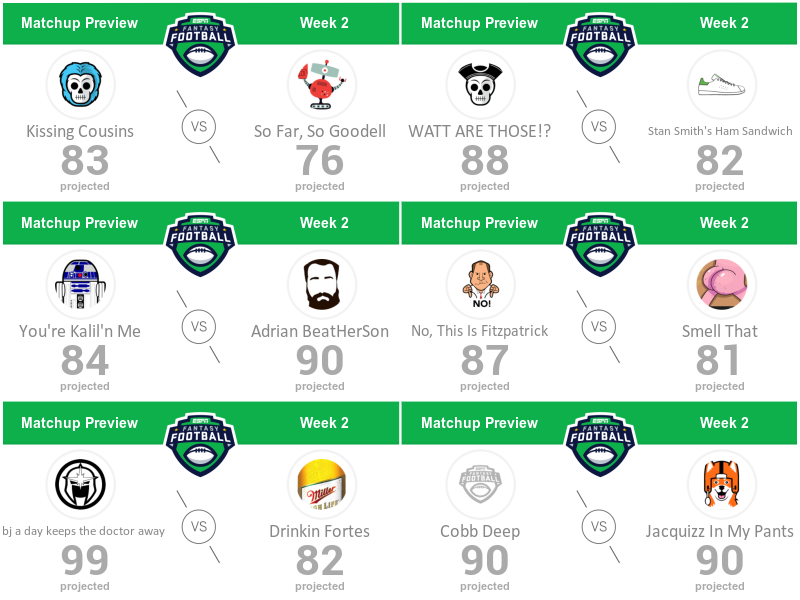 Matchup Preview
ESPN
FANTASY
FOOTBALL
Week 2
Kissing Cousins
83
projected
VS
So Far, So Goodell
76
projected
Matchup Preview
ESPN
FANTASY
FOOTBALL
Week 2
WATT ARE THOSE!?
88
projected
VS
Stan Smith's Ham Sandwich
82
projected
Matchup Preview
ESPN
FANTASY
FOOTBALL
Week 2
You're Kalil'n Me
84
projected
VS
Adrian BeatHerSon
90
projected
Matchup Preview
ESPN
FANTASY
FOOTBALL
Week 2
NO!
No, This Is Fitzpatrick
87
projected
VS
Smell That
81
projected
Matchup Preview
ESPN
FANTASY
FOOTBALL
Week 2
bj a day keeps the doctor away
99
projected
VS
Miller
Drinkin Fortes
82
projected
Matchup Preview
ESPN
FANTASY
FOOTBALL
Week 2
ESPN
FANTASY
FOOTBALL
Cobb Deep
90
projected
VS
Jacquizz In My Pants
90
projected